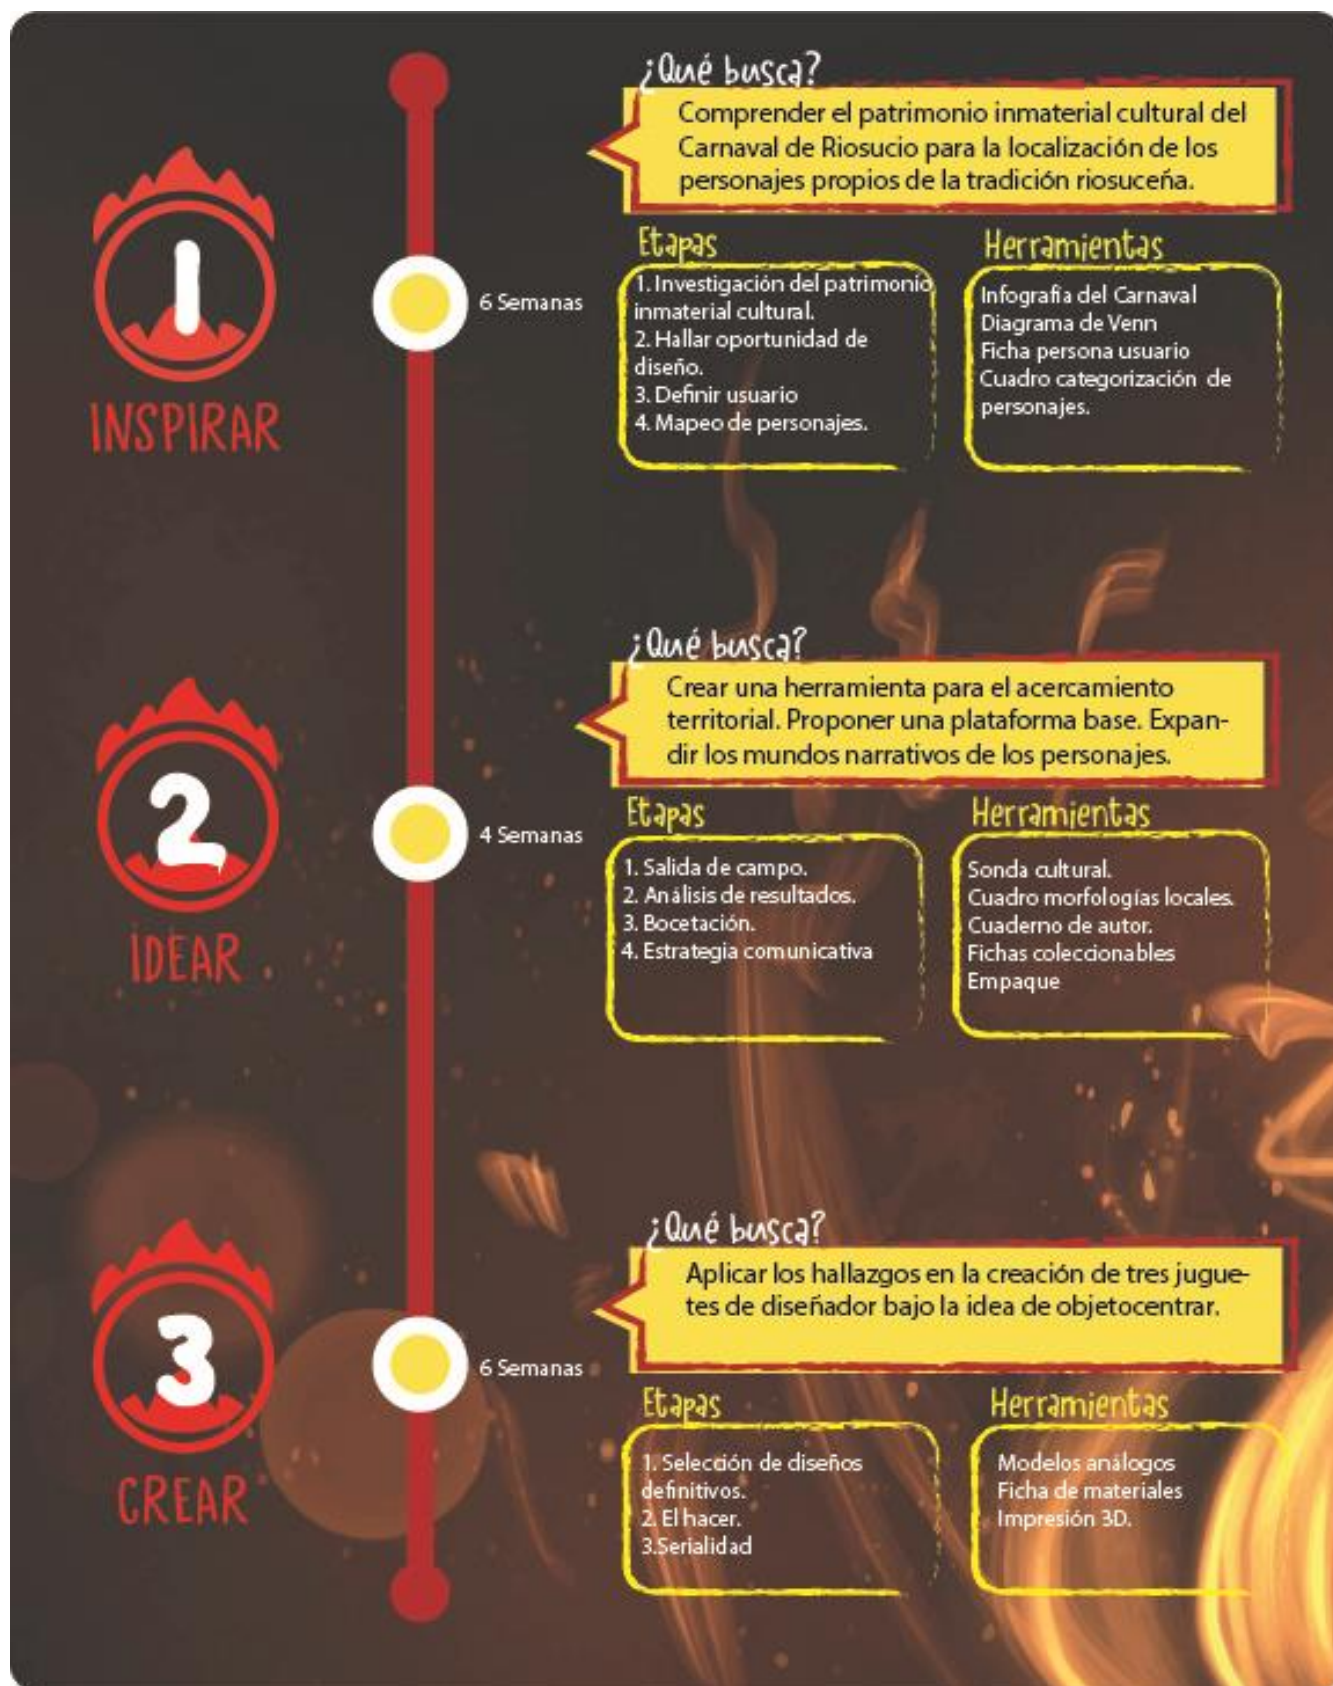 1
INSPIRAR
6 Semanas
¿Qué busca?
Comprender el patrimonio inmaterial cultural del
Carnaval de Riosucio para la localización de los
personajes propios de la tradición riosuceña.
Etapas
1. Investigación del patrimonio
inmaterial cultural.
2. Hallar oportunidad de
diseño.
3. Definir usuario
4. Mapeo de personajes.
Herramientas
Infografía del Carnaval
Diagrama de Venn
Ficha persona usuario
Cuadro categorización de
personajes.
2
IDEAR
4 Semanas
¿Qué busca?
Crear una herramienta para el acercamiento
territorial. Proponer una plataforma base. Expan-
dir los mundos narrativos de los personajes.
Etapas
1. Salida de campo.
2. Análisis de resultados.
3. Bocetación.
4. Estrategia comunicativa
Herramientas
Sonda cultural.
Cuadro morfologías locales.
Cuaderno de autor.
Fichas coleccionables
Empaque
3
CREAR
6 Semanas
¿Qué busca?
Aplicar los hallazgos en la creación de tres jugue-
tes de diseñador bajo la idea de objetocentrar.
Etapas
1. Selección de diseños
definitivos.
2. El hacer.
3.Serialidad
Herramientas
Modelos análogos
Ficha de materiales
Impresión 3D.